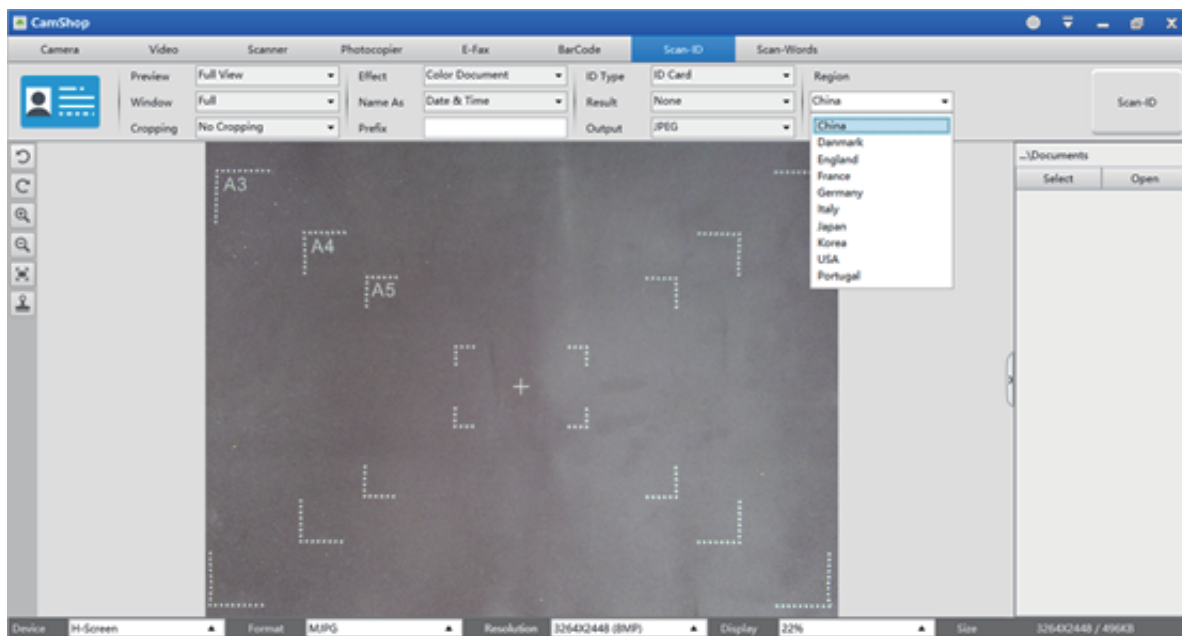 CamShop
Camera Video Scanner Photocopier E-Fax BarCode Scan-ID Scan-Words
Preview Full View Effect Color Document ID Type ID Card Region
Window Full Name As Date & Time Result None China Scan-ID
Cropping No Cropping Prefix Output JPEG
China
Danmark
England
France
Germany
Italy
Japan
Korea
USA
Portugal
...\Documents
Select Open
A3
A4
A5
Device H-Screen Format MJPG Resolution 3264X2448 (8MP) Display 22% Size 3264X2448 / 496KB